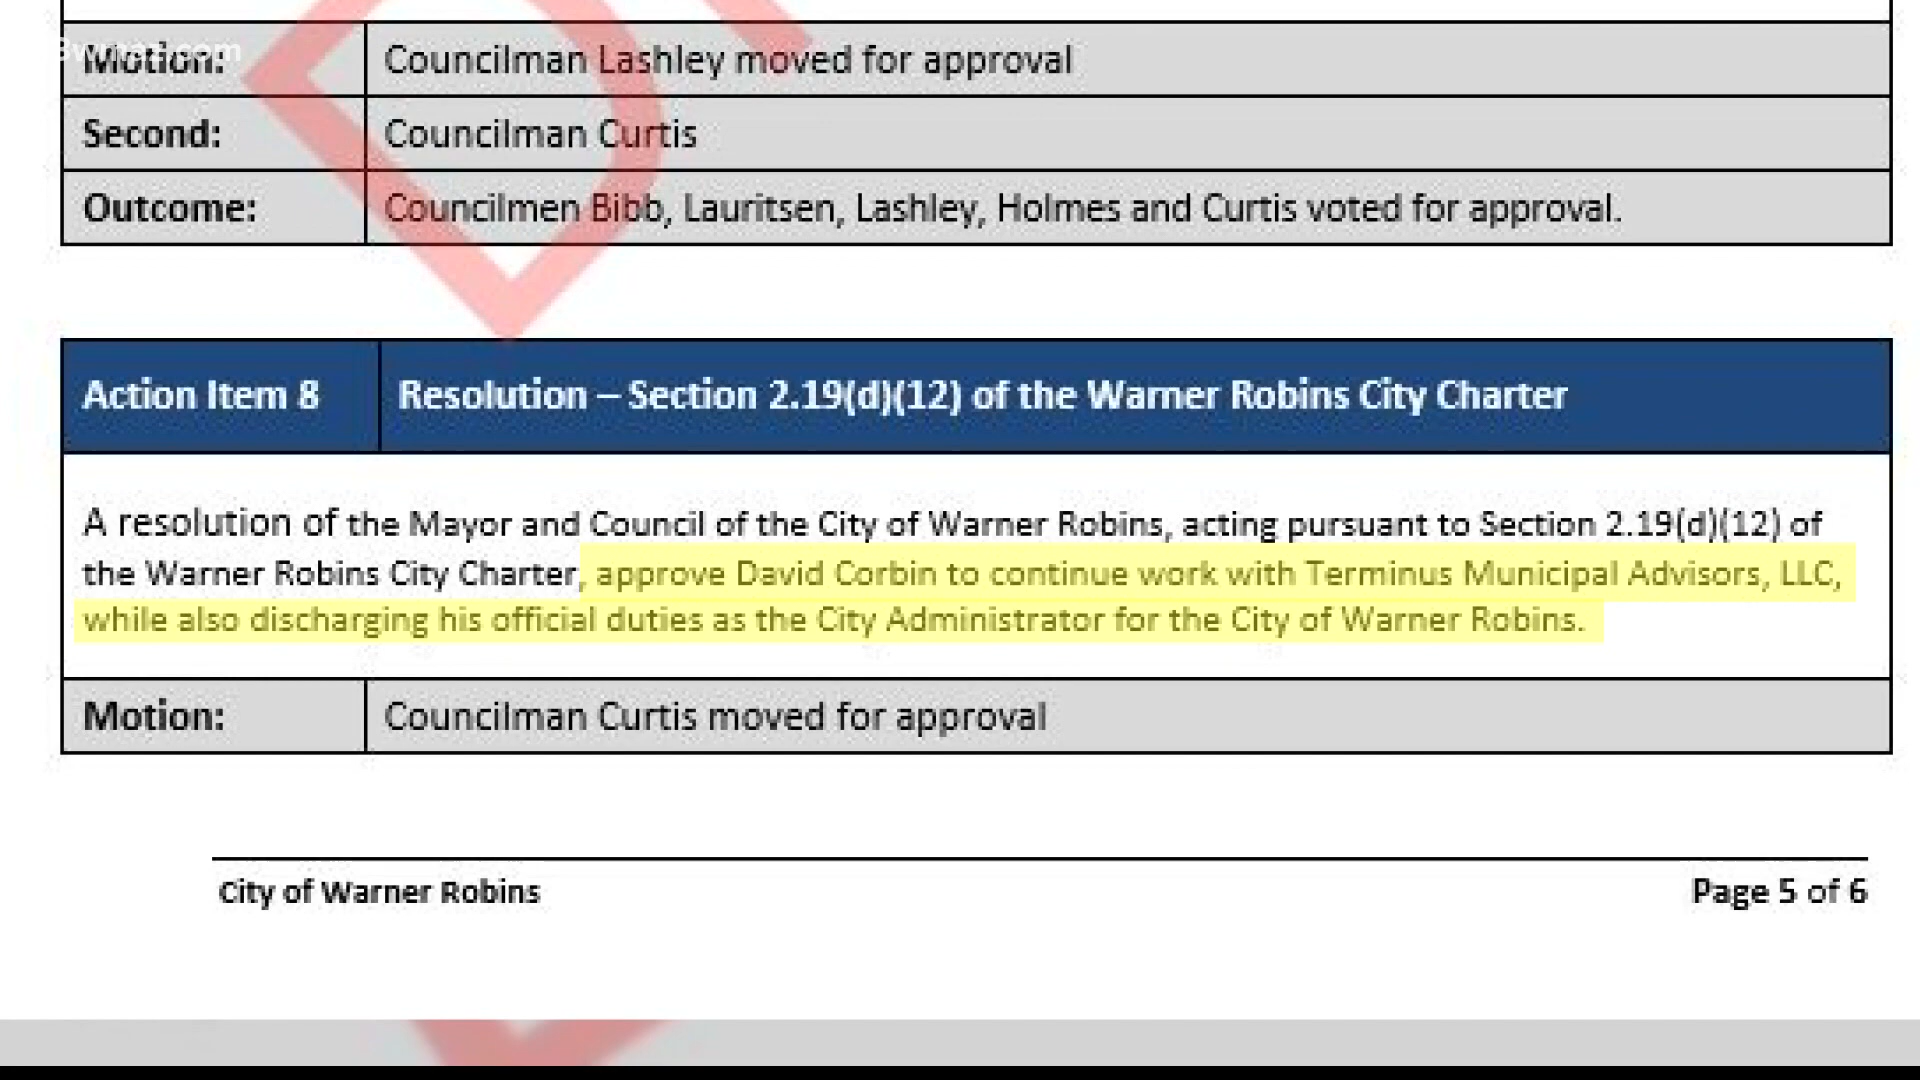 3wmaz.com
Motion: Councilman Lashley moved for approval
Second: Councilman Curtis
Outcome: Councilmen Bibb, Lauritsen, Lashley, Holmes and Curtis voted for approval.
Action Item 8 Resolution – Section 2.19(d)(12) of the Warner Robins City Charter
A resolution of the Mayor and Council of the City of Warner Robins, acting pursuant to Section 2.19(d)(12) of
the Warner Robins City Charter, approve David Corbin to continue work with Terminus Municipal Advisors, LLC,
while also discharging his official duties as the City Administrator for the City of Warner Robins.
Motion: Councilman Curtis moved for approval
City of Warner Robins Page 5 of 6